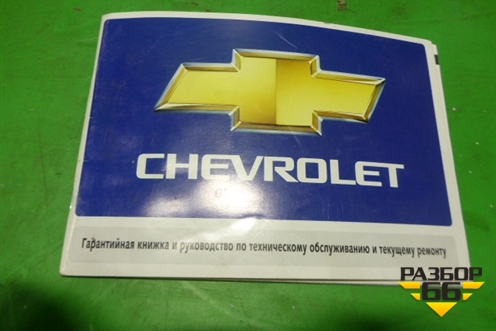 CHEVROLET
Гарантийная книжка и руководство по техническому обслуживанию и текущему ремонту
РАЗБОР
66